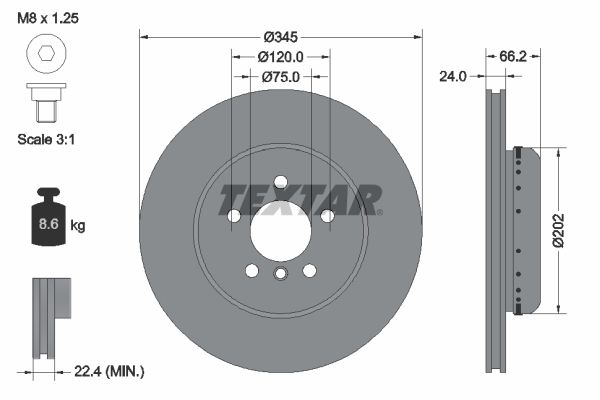 M8 x 1.25
Scale 3:1
8.6 kg
22.4 (MIN.)
Ø345
Ø120.0
Ø75.0
TEXTAR®
66.2
24.0
Ø202